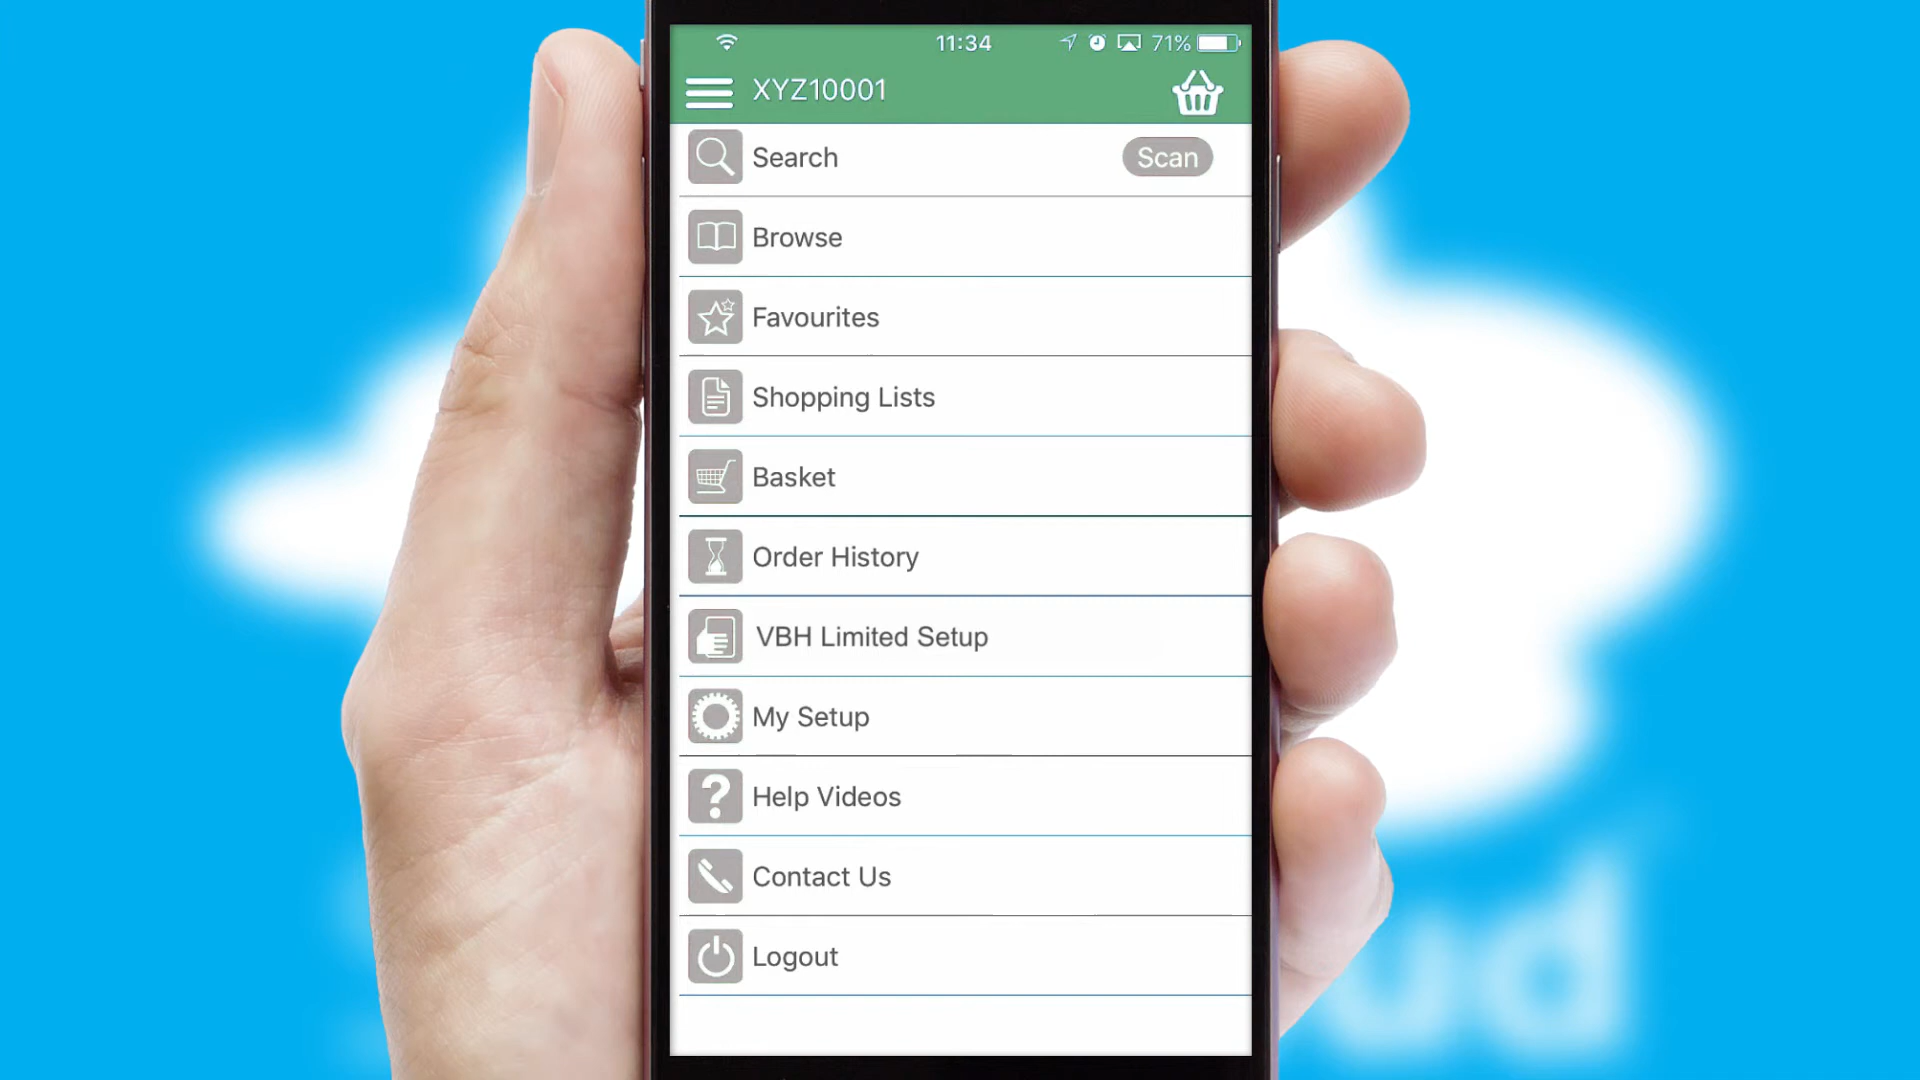 11:34
71%
XYZ10001
Search
Scan
Browse
Favourites
Shopping Lists
Basket
Order History
VBH Limited Setup
My Setup
Help Videos
Contact Us
Logout